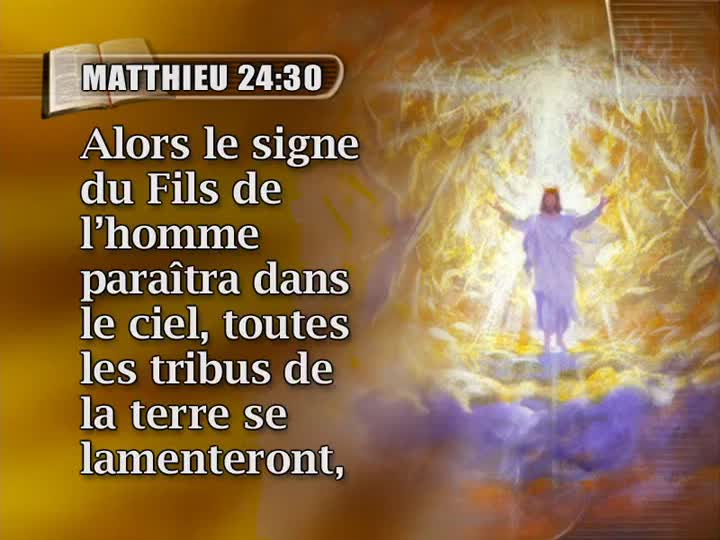 MATTHIEU 24:30
Alors le signe
du Fils de
l’homme
paraîtra dans
le ciel, toutes
les tribus de
la terre se
lamenteront,